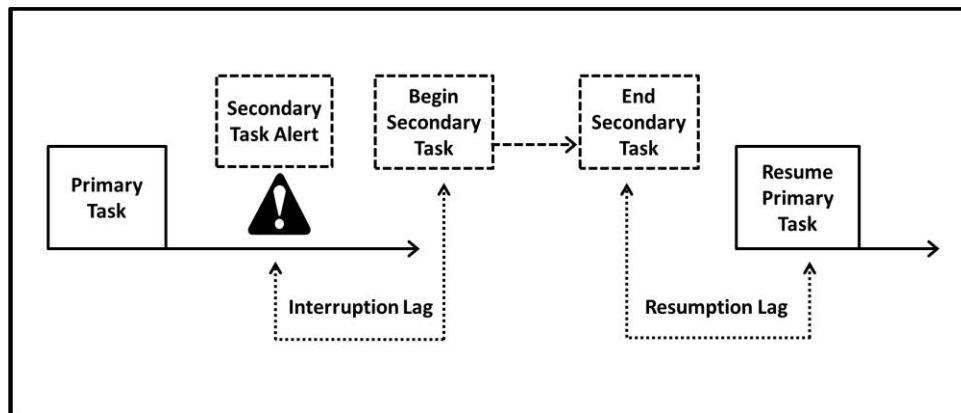 Primary
Task
Secondary
Task Alert
Begin
Secondary
Task
End
Secondary
Task
Resume
Primary
Task
Interruption Lag
Resumption Lag